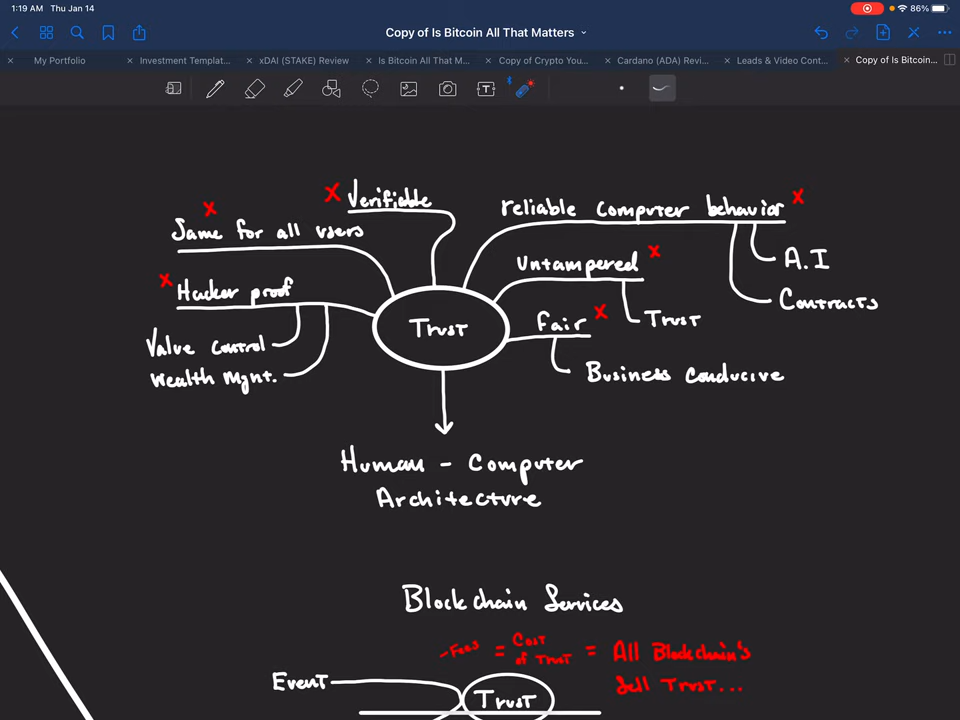 1:19 AM Thu Jan 14
86%
Copy of Is Bitcoin All That Matters
My Portfolio
Investment Templat...
xDAI (STAKE) Review
Is Bitcoin All That M...
Copy of Crypto You...
Cardano (ADA) Revi...
Leads & Video Cont...
Copy of Is Bitcoin...
T
x Verifiable
reliable computer behavior x
x
Same for all users
Untampered x
A.I
x Hacker proof
Contracts
Trust
Fair x
Trust
Value control
Wealth Mgnt.
Business Conducive
Human - Computer
Architecture
Blockchain Services
-Fees = Cost of Trust = All Blockchain's
Sell Trust...
Event
Trust